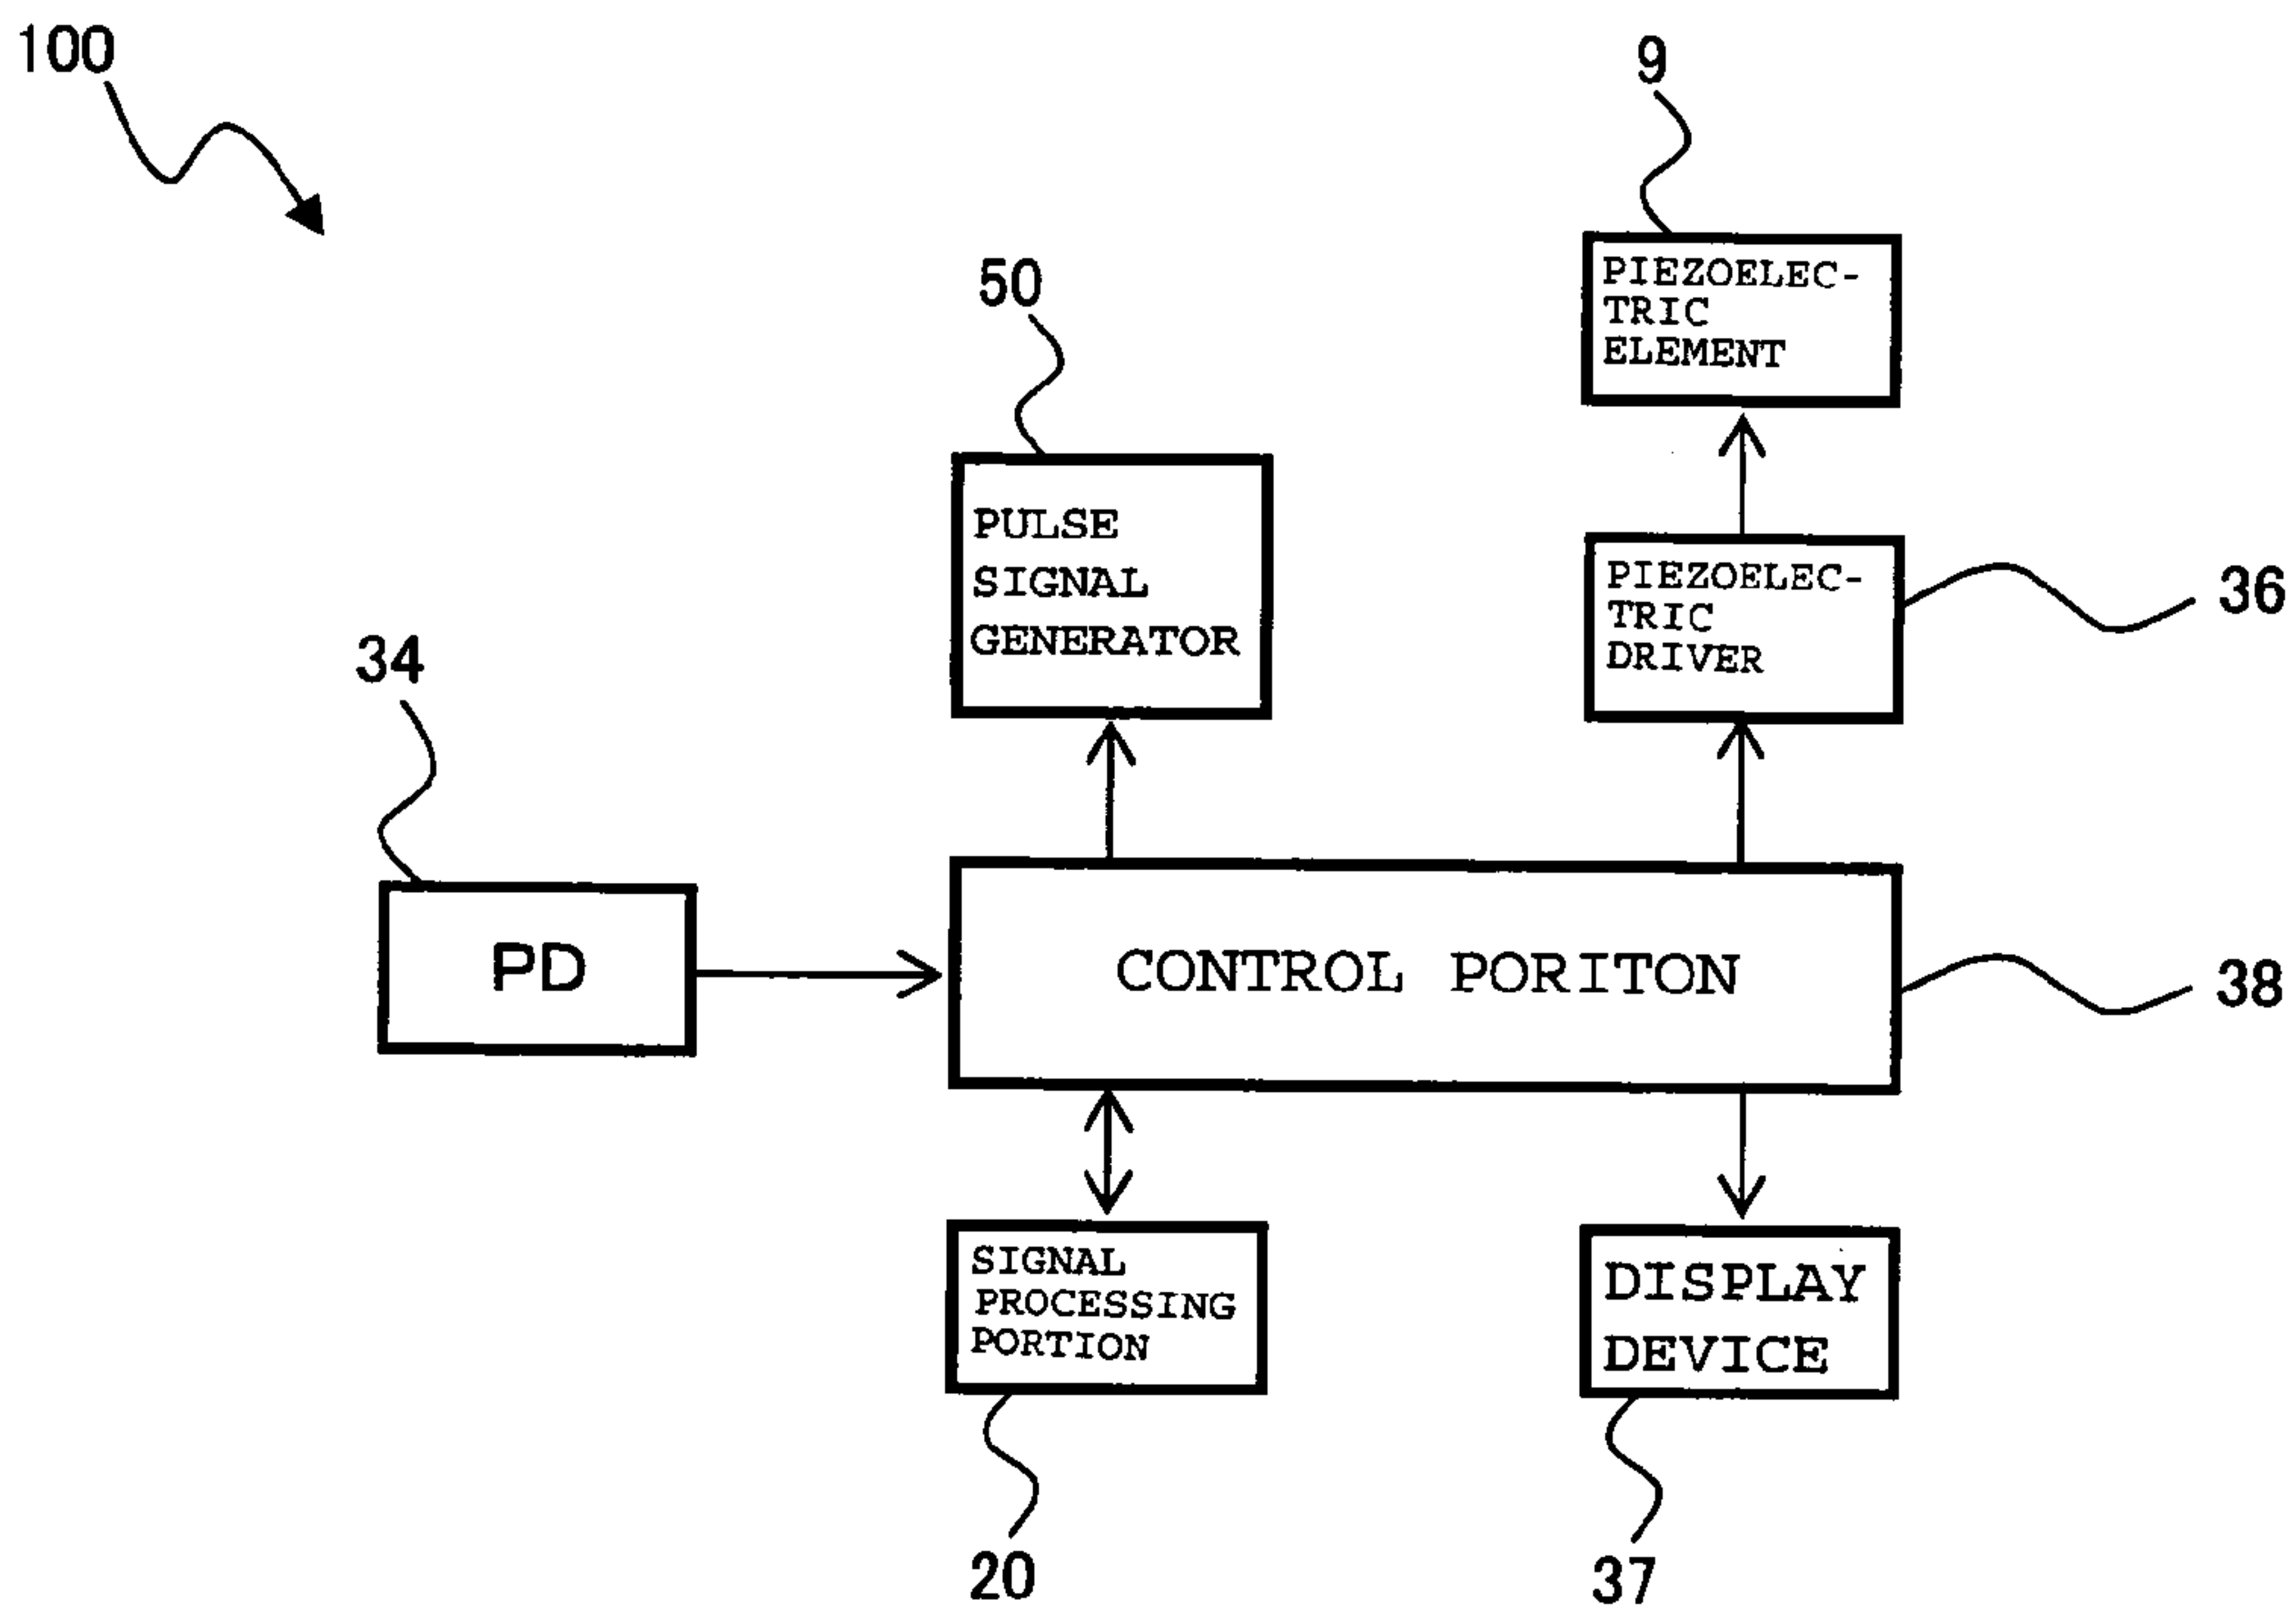 100
9
PIEZOELEC-
TRIC
ELEMENT
50
PULSE
SIGNAL
GENERATOR
PIEZOELEC-
TRIC
DRIVER
36
34
PD
CONTROL PORITON
38
SIGNAL
PROCESSING
PORTION
DISPLAY
DEVICE
20
37